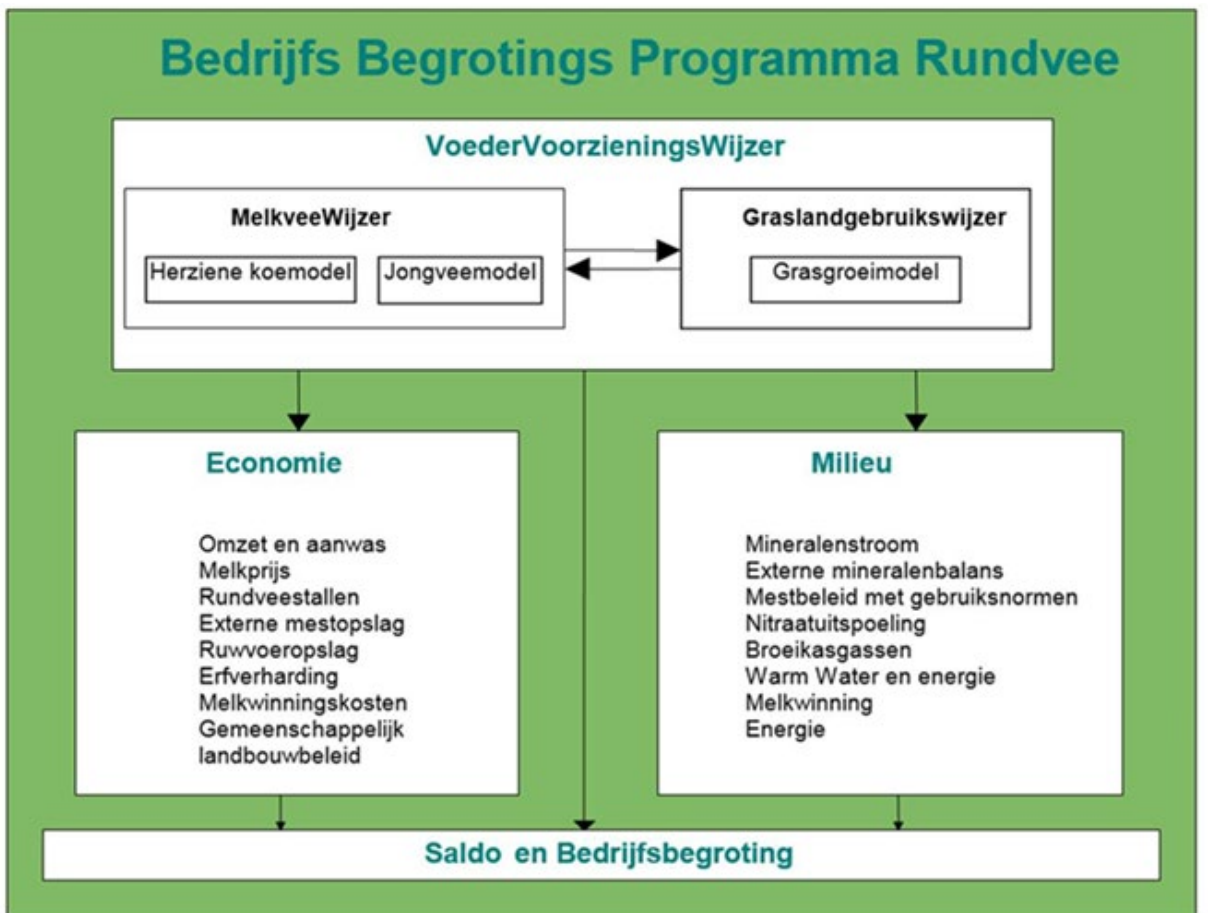 Bedrijfs Begrotings Programma Rundvee
VoederVoorzieningsWijzer
MelkveeWijzer
Herziene koemodel
Jongveemodel
Graslandgebruikswijzer
Grasgroeimodel
Economie
Omzet en aanwas
Melkprijs
Rundveestallen
Externe mestopslag
Ruwvoeropslag
Erfverharding
Melkwinningskosten
Gemeenschappelijk
landbouwbeleid
Milieu
Mineralenstroom
Externe mineralenbalans
Mestbeleid met gebruiksnormen
Nitraatuitspoeling
Broeikasgassen
Warm Water en energie
Melkwinning
Energie
Saldo en Bedrijfsbegroting